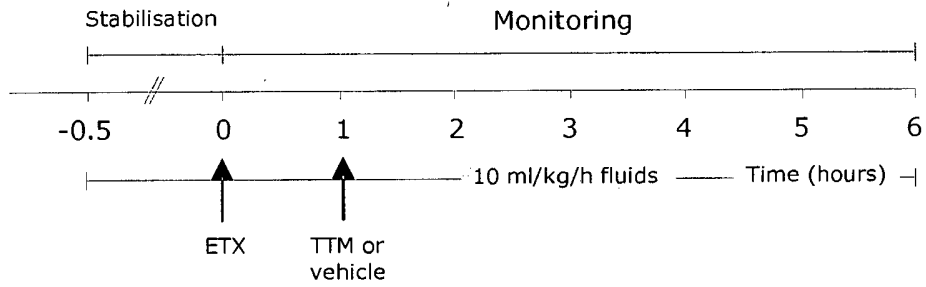 Stabilisation Monitoring
-0.5 0 1 2 3 4 5 6
10 ml/kg/h fluids Time (hours)
ETX TTM or
vehicle